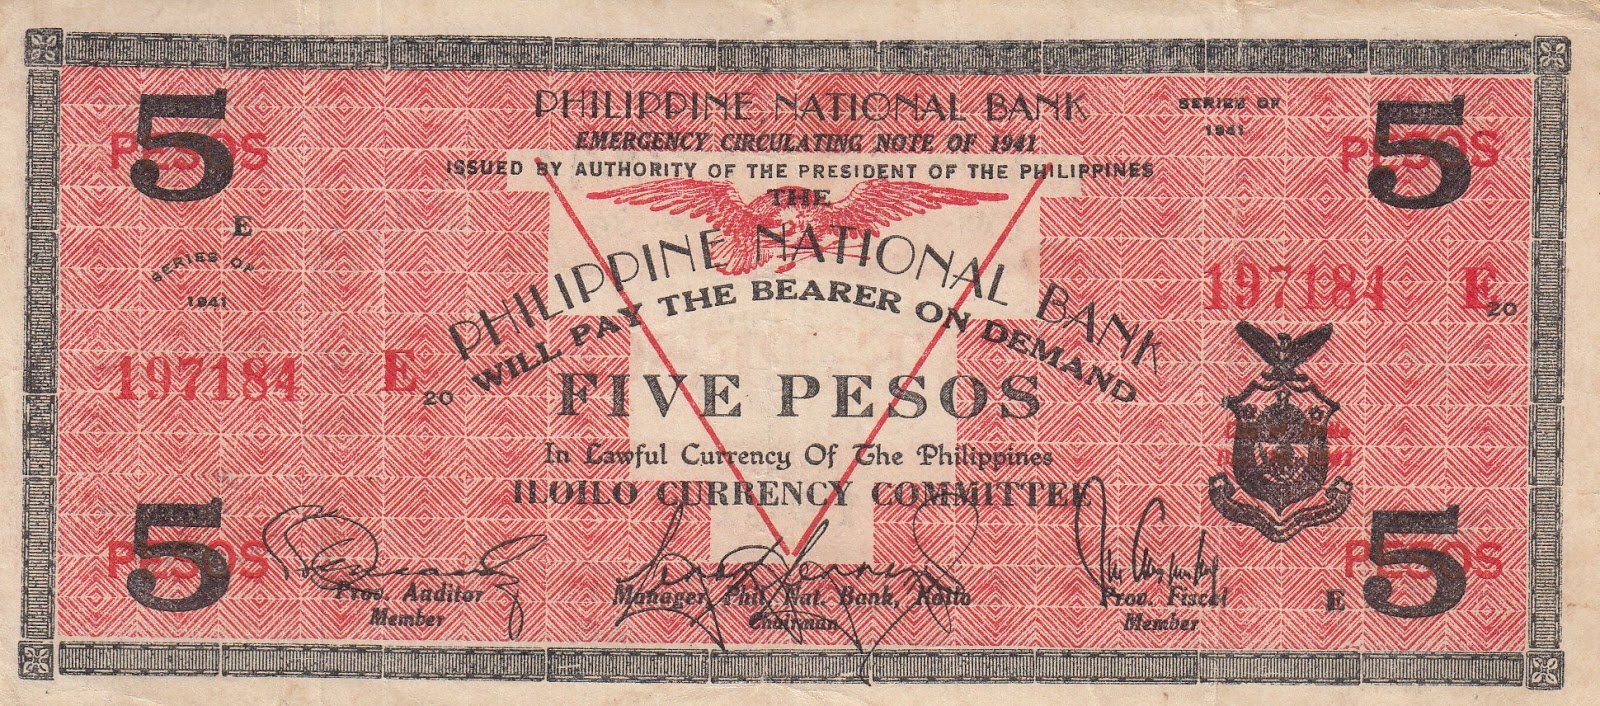 PHILIPPINE NATIONAL BANK
EMERGENCY CIRCULATING NOTE OF 1941
ISSUED BY AUTHORITY OF THE PRESIDENT OF THE PHILIPPINES
SERIES OF
1941
5
PESOS
5
PESOS
THE
PHILIPPINE NATIONAL BANK
WILL PAY THE BEARER ON DEMAND
E
SERIES OF
1941
197184 E20
197184 E20
FIVE PESOS
In Lawful Currency Of The Philippines
ILOILO CURRENCY COMMITTEE
5
PESOS
5
PESOS
E
Prov. Auditor
Member
Manager, Phil. Nat. Bank, Iloilo
Chairman
Prov. Fiscal
Member